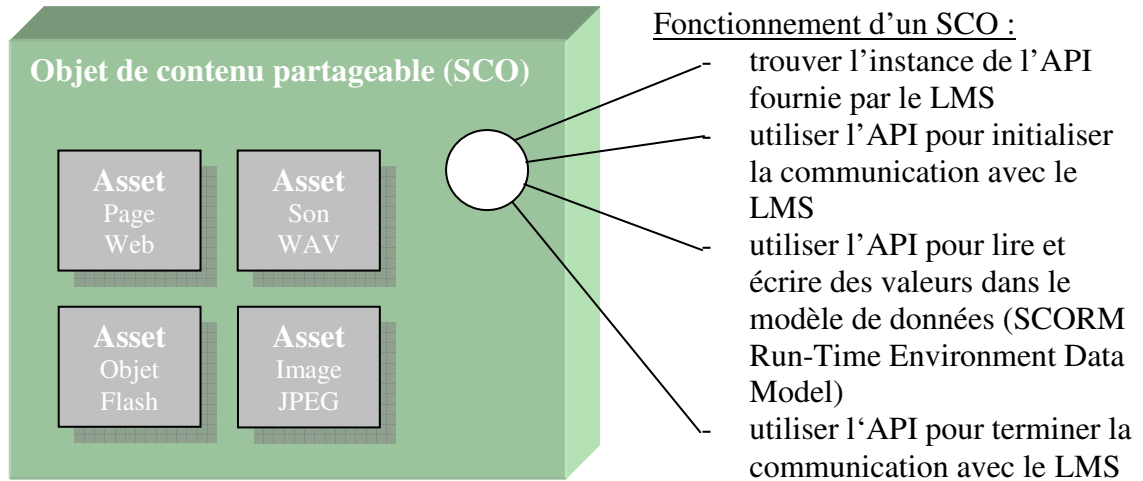 Objet de contenu partageable (SCO)
Asset
Page
Web
Asset
Son
WAV
Asset
Objet
Flash
Asset
Image
JPEG
Fonctionnement d’un SCO :
- trouver l’instance de l’API
fournie par le LMS
- utiliser l’API pour initialiser
la communication avec le
LMS
- utiliser l’API pour lire et
écrire des valeurs dans le
modèle de données (SCORM
Run-Time Environment Data
Model)
- utiliser l‘API pour terminer la
communication avec le LMS